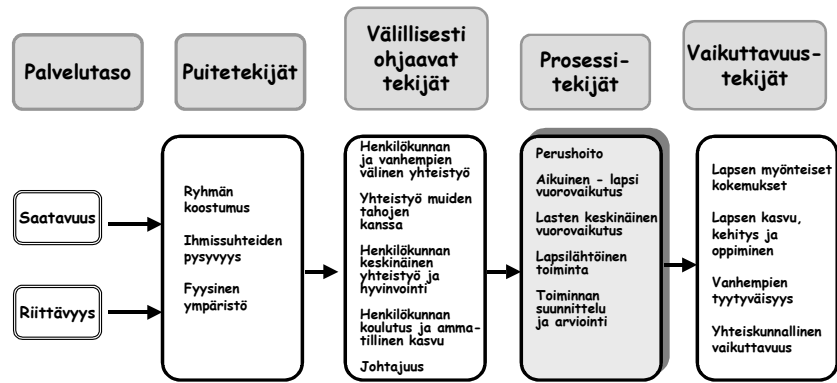 Palvelutaso
Puitetekijät
Välillisesti
ohjaavat
tekijät
Prosessi-
tekijät
Vaikuttavuus-
tekijät
Saatavuus
Riittävyys
Ryhmän
koostumus
Ihmissuhteiden
pysyvyys
Fyysinen
ympäristö
Henkilökunnan
ja vanhempien
välinen yhteistyö
Yhteistyö muiden
tahojen
kanssa
Henkilökunnan
keskinäinen
yhteistyö ja
hyvinvointi
Henkilökunnan
koulutus ja amma-
tillinen kasvu
Johtajuus
Perushoito
Aikuinen - lapsi
vuorovaikutus
Lasten keskinäinen
vuorovaikutus
Lapsilähtöinen
toiminta
Toiminnan
suunnittelu
ja arviointi
Lapsen myönteiset
kokemukset
Lapsen kasvu,
kehitys ja
oppiminen
Vanhempien
tyytyväisyys
Yhteiskunnallinen
vaikuttavuus